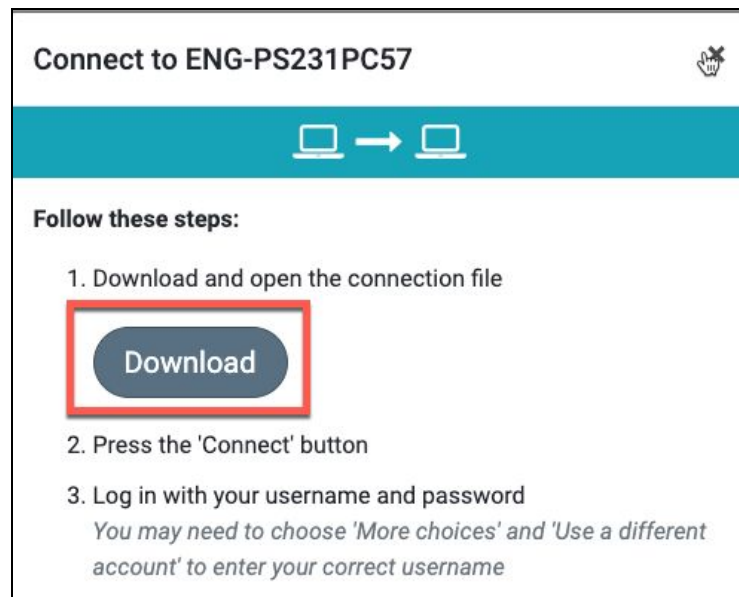 Connect to ENG-PS231PC57
Follow these steps:
1. Download and open the connection file
Download
2. Press the 'Connect' button
3. Log in with your username and password
You may need to choose 'More choices' and 'Use a different
account' to enter your correct username